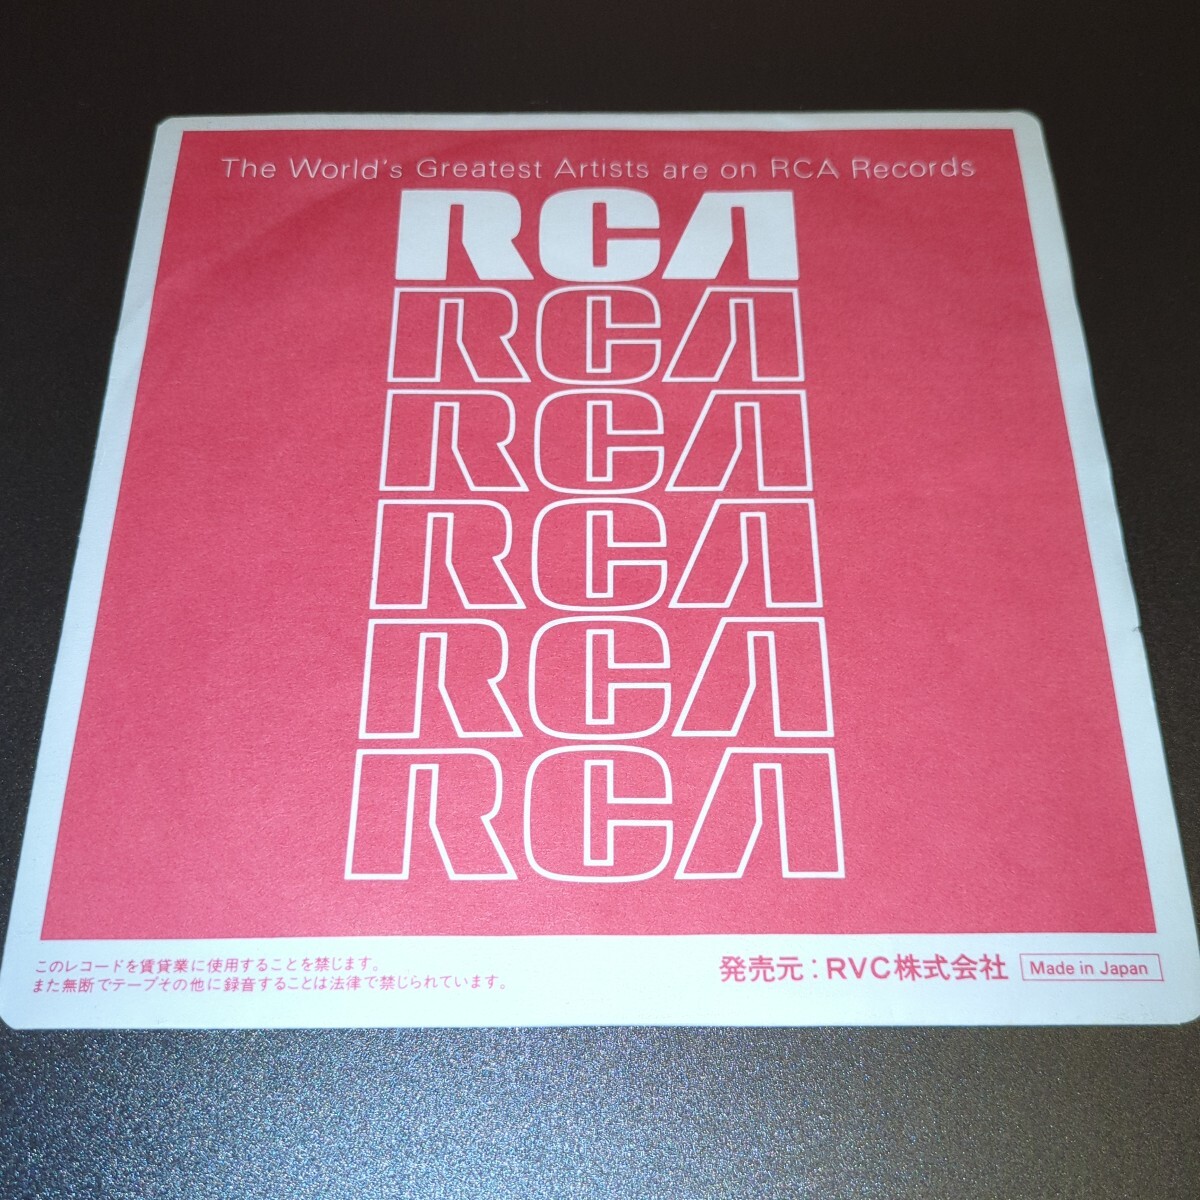 The World's Greatest Artists are on RCA Records
RCA
RCA
RCA
RCA
RCA
RCA
このレコードを賃貸業に使用することを禁じます。
また無断でテープその他に録音することは法律で禁じられています。
発売元：RVC株式会社 Made in Japan